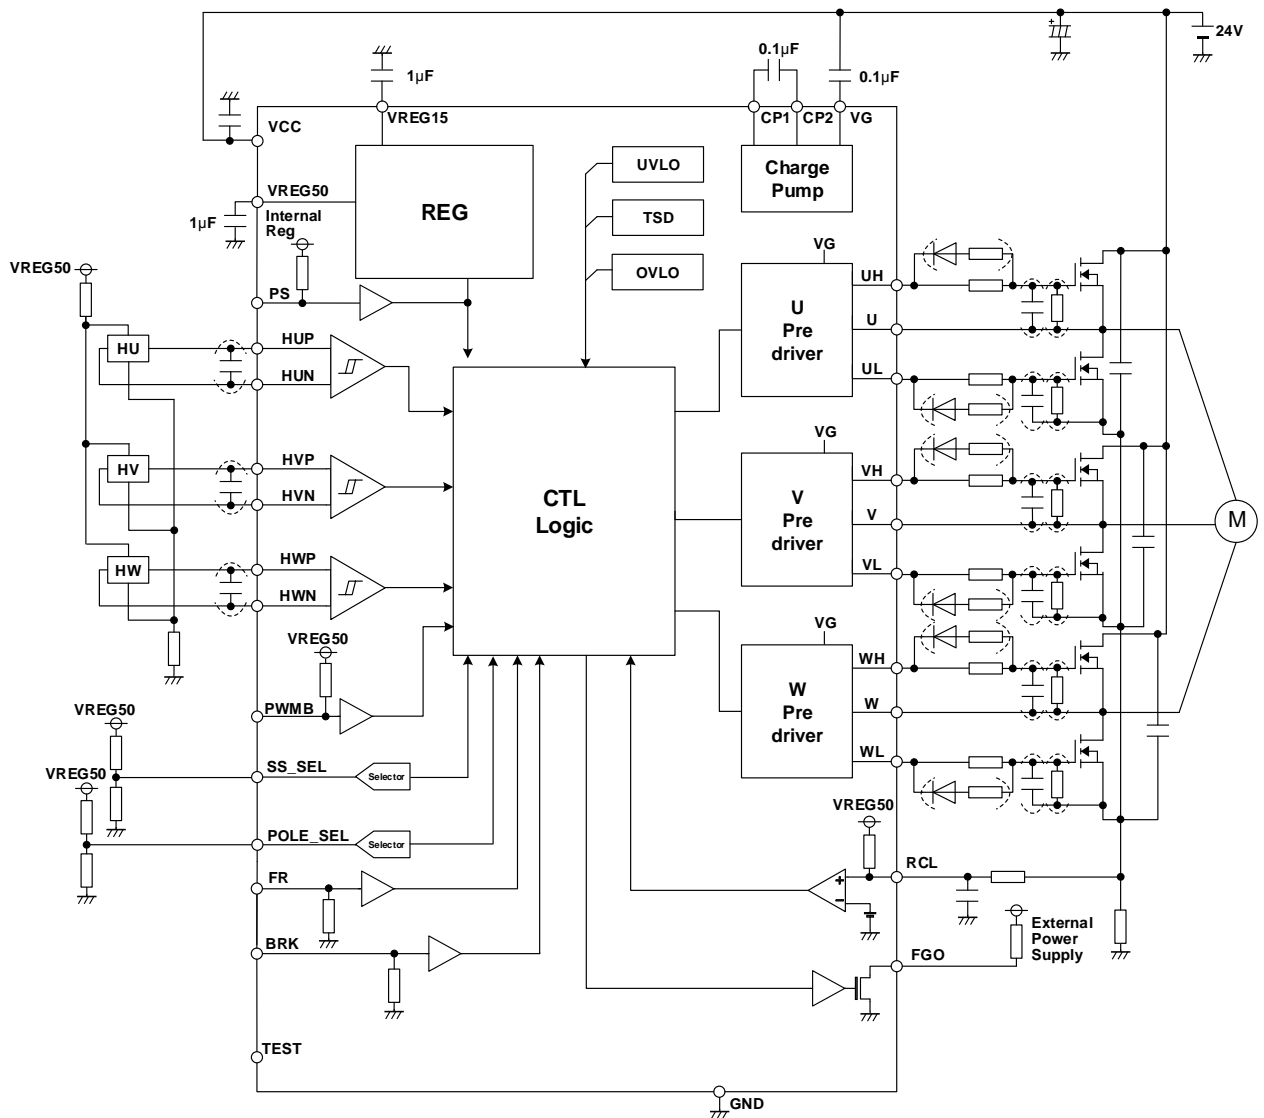 24V
0.1µF
1µF
0.1µF
VCC
VREG15
CP1
CP2
VG
UVLO
Charge
Pump
VREG50
REG
TSD
1µF
Internal
Reg
VREG50
OVLO
VG
UH
PS
U
Pre
driver
U
HU
HUP
HUN
UL
VG
HV
HVP
HVN
CTL
Logic
V
Pre
driver
VH
V
M
HW
HWP
HWN
VL
VREG50
VG
WH
W
Pre
driver
W
PWMB
VREG50
SS_SEL
Selector
WL
VREG50
VREG50
POLE_SEL
Selector
RCL
FR
+
-
External
Power
Supply
BRK
FGO
TEST
GND